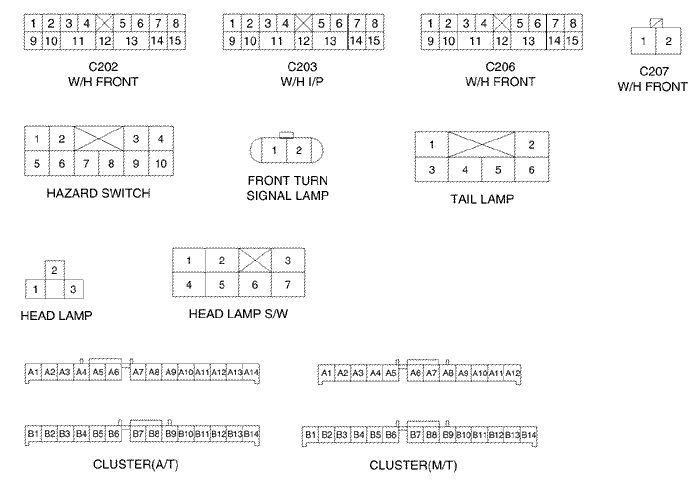 1 2 3 4 5 6 7 8
9 10 11 12 13 14 15
C202
W/H FRONT
1 2 3 4 5 6 7 8
9 10 11 12 13 14 15
C203
W/H I/P
1 2 3 4 5 6 7 8
9 10 11 12 13 14 15
C206
W/H FRONT
1 2
C207
W/H FRONT
1 2 3 4
5 6 7 8 9 10
HAZARD SWITCH
1 2
FRONT TURN
SIGNAL LAMP
1 2
3 4 5 6
TAIL LAMP
2
1 3
HEAD LAMP
1 2 3
4 5 6 7
HEAD LAMP S/W
A1 A2 A3 A4 A5 A6 A7 A8 A9 A10 A11 A12 A13 A14
B1 B2 B3 B4 B5 B6 B7 B8 B9 B10 B11 B12 B13 B14
CLUSTER(A/T)
A1 A2 A3 A4 A5 A6 A7 A8 A9 A10 A11 A12
B1 B2 B3 B4 B5 B6 B7 B8 B9 B10 B11 B12 B13 B14
CLUSTER(M/T)